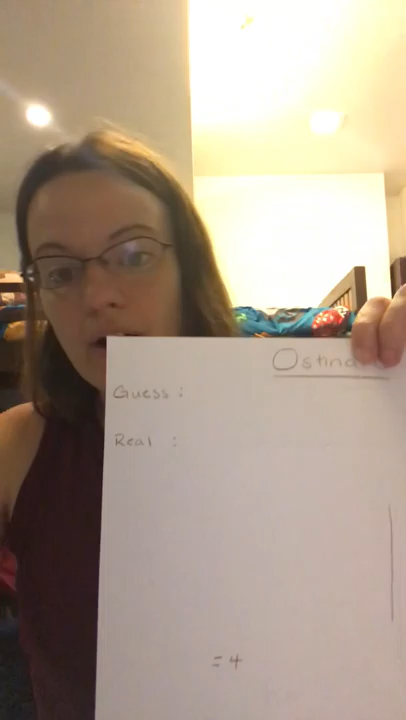 Ostina
Guess :
Real :
= 4